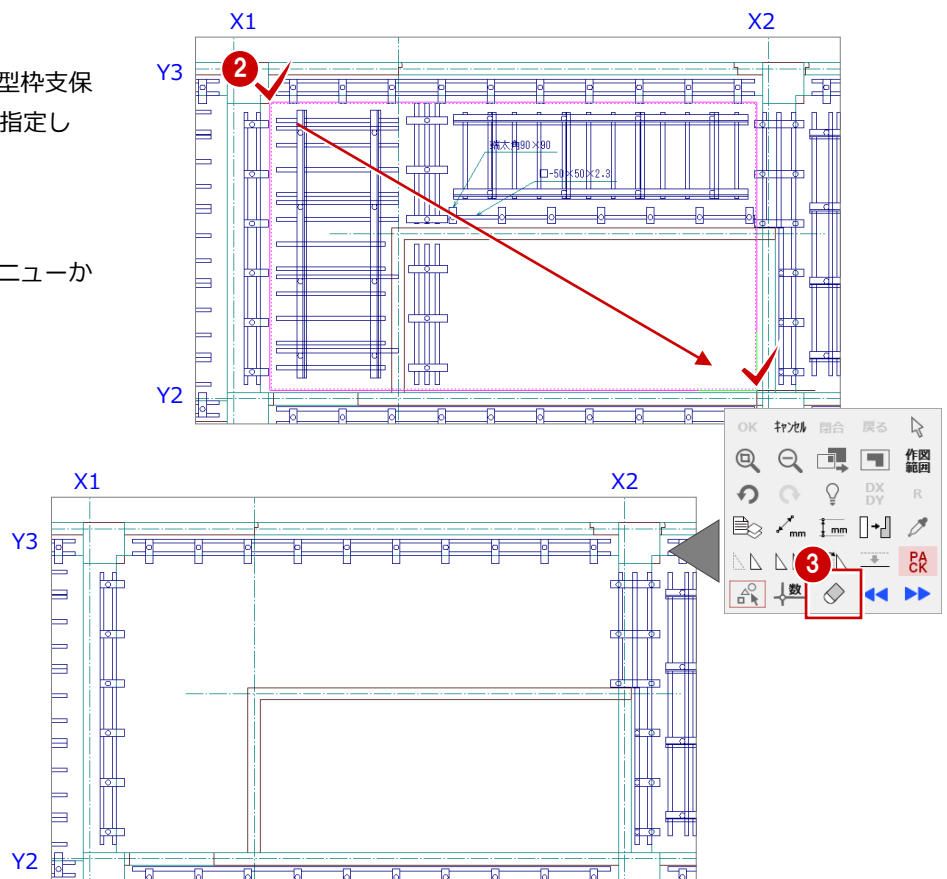 型枠支保
指定し
ニューか
X1
X2
Y3
2
端太角90×90
□-50×50×2.3
Y2
OK
ｷｬﾝｾﾙ
閉合
戻る
作図
範囲
DX
DY
R
mm
mm
PA
CK
3
数
X1
X2
Y3
Y2